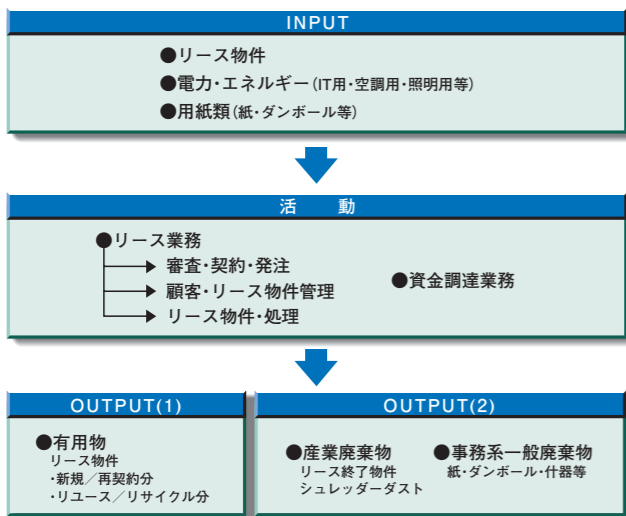 INPUT
●リース物件
●電力・エネルギー(IT用・空調用・照明用等)
●用紙類(紙・ダンボール等)
活　動
●リース業務
審査・契約・発注
顧客・リース物件管理
リース物件・処理
●資金調達業務
OUTPUT(1)
●有用物
リース物件
・新規／再契約分
・リユース／リサイクル分
OUTPUT(2)
●産業廃棄物
リース終了物件
シュレッダーダスト
●事務系一般廃棄物
紙・ダンボール・什器等